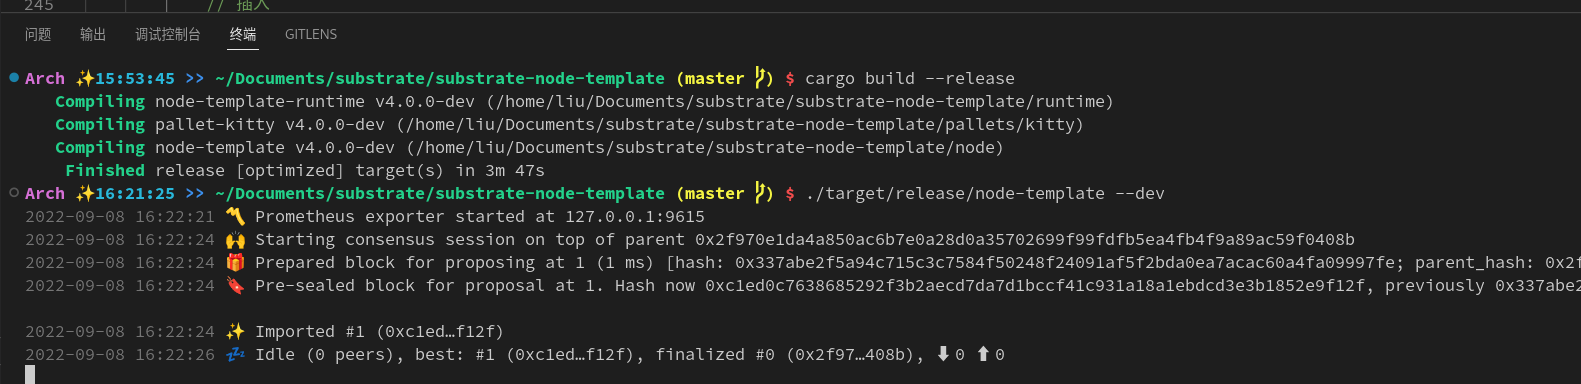 245 // 插入
问题 输出 调试控制台 终端 GITLENS
Arch ✨15:53:45 >> ~/Documents/substrate/substrate-node-template (master ) $ cargo build --release
Compiling node-template-runtime v4.0.0-dev (/home/liu/Documents/substrate/substrate-node-template/runtime)
Compiling pallet-kitty v4.0.0-dev (/home/liu/Documents/substrate/substrate-node-template/pallets/kitty)
Compiling node-template v4.0.0-dev (/home/liu/Documents/substrate/substrate-node-template/node)
Finished release [optimized] target(s) in 3m 47s
Arch ✨16:21:25 >> ~/Documents/substrate/substrate-node-template (master ) $ ./target/release/node-template --dev
2022-09-08 16:22:21 〽️ Prometheus exporter started at 127.0.0.1:9615
2022-09-08 16:22:24 🙌 Starting consensus session on top of parent 0x2f970e1da4a850ac6b7e0a28d0a35702699f99fdfb5ea4fb4f9a89ac59f0408b
2022-09-08 16:22:24 🎁 Prepared block for proposing at 1 (1 ms) [hash: 0x337abe2f5a94c715c3c7584f50248f24091af5f2bda0ea7acac60a4fa09997fe; parent_hash: 0x2f
2022-09-08 16:22:24 🔖 Pre-sealed block for proposal at 1. Hash now 0xc1ed0c7638685292f3b2aecd7da7d1bccf41c931a18a1ebdcd3e3b1852e9f12f, previously 0x337abe2
2022-09-08 16:22:24 ✨ Imported #1 (0xc1ed…f12f)
2022-09-08 16:22:26 💤 Idle (0 peers), best: #1 (0xc1ed…f12f), finalized #0 (0x2f97…408b), ⬇ 0 ⬆ 0